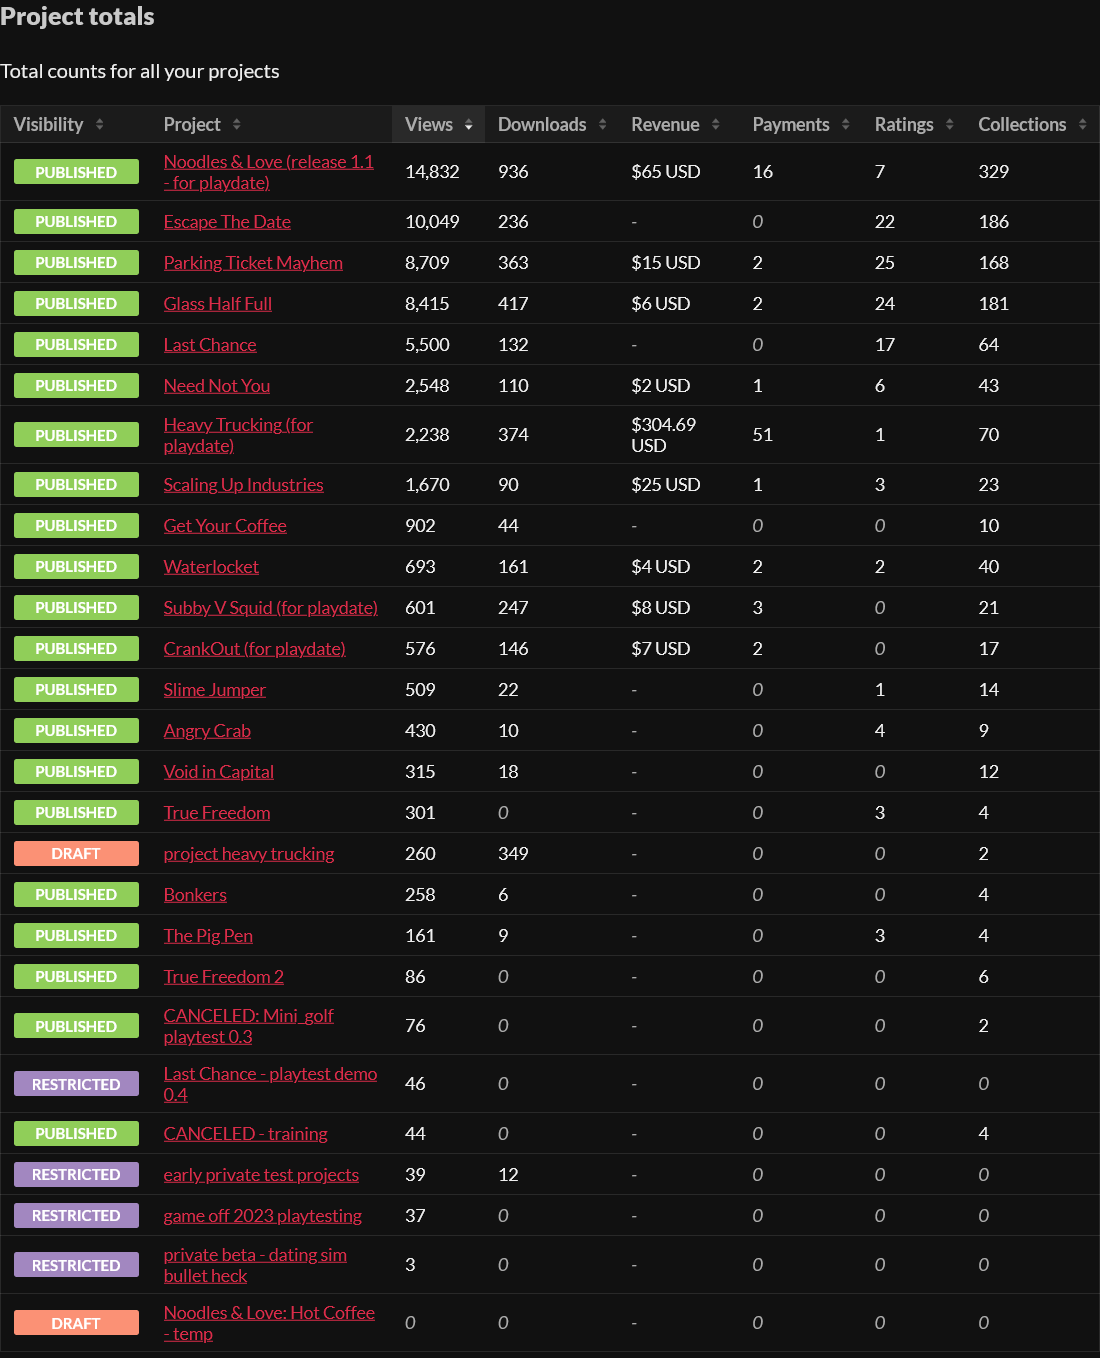 Project totals
Total counts for all your projects
Visibility Project Views Downloads Revenue Payments Ratings Collections
PUBLISHED Noodles & Love (release 1.1 - for playdate) 14,832 936 $65 USD 16 7 329
PUBLISHED Escape The Date 10,049 236 - 0 22 186
PUBLISHED Parking Ticket Mayhem 8,709 363 $15 USD 2 25 168
PUBLISHED Glass Half Full 8,415 417 $6 USD 2 24 181
PUBLISHED Last Chance 5,500 132 - 0 17 64
PUBLISHED Need Not You 2,548 110 $2 USD 1 6 43
PUBLISHED Heavy Trucking (for playdate) 2,238 374 $304.69 USD 51 1 70
PUBLISHED Scaling Up Industries 1,670 90 $25 USD 1 3 23
PUBLISHED Get Your Coffee 902 44 - 0 0 10
PUBLISHED Waterlocket 693 161 $4 USD 2 2 40
PUBLISHED Subby V Squid (for playdate) 601 247 $8 USD 3 0 21
PUBLISHED CrankOut (for playdate) 576 146 $7 USD 2 0 17
PUBLISHED Slime Jumper 509 22 - 0 1 14
PUBLISHED Angry Crab 430 10 - 0 4 9
PUBLISHED Void in Capital 315 18 - 0 0 12
PUBLISHED True Freedom 301 0 - 0 3 4
DRAFT project heavy trucking 260 349 - 0 0 2
PUBLISHED Bonkers 258 6 - 0 0 4
PUBLISHED The Pig Pen 161 9 - 0 3 4
PUBLISHED True Freedom 2 86 0 - 0 0 6
PUBLISHED CANCELED: Mini_golf playtest 0.3 76 0 - 0 0 2
RESTRICTED Last Chance - playtest demo 0.4 46 0 - 0 0 0
PUBLISHED CANCELED - training 44 0 - 0 0 4
RESTRICTED early private test projects 39 12 - 0 0 0
RESTRICTED game off 2023 playtesting 37 0 - 0 0 0
RESTRICTED private beta - dating sim bullet heck 3 0 - 0 0 0
DRAFT Noodles & Love: Hot Coffee - temp 0 0 - 0 0 0